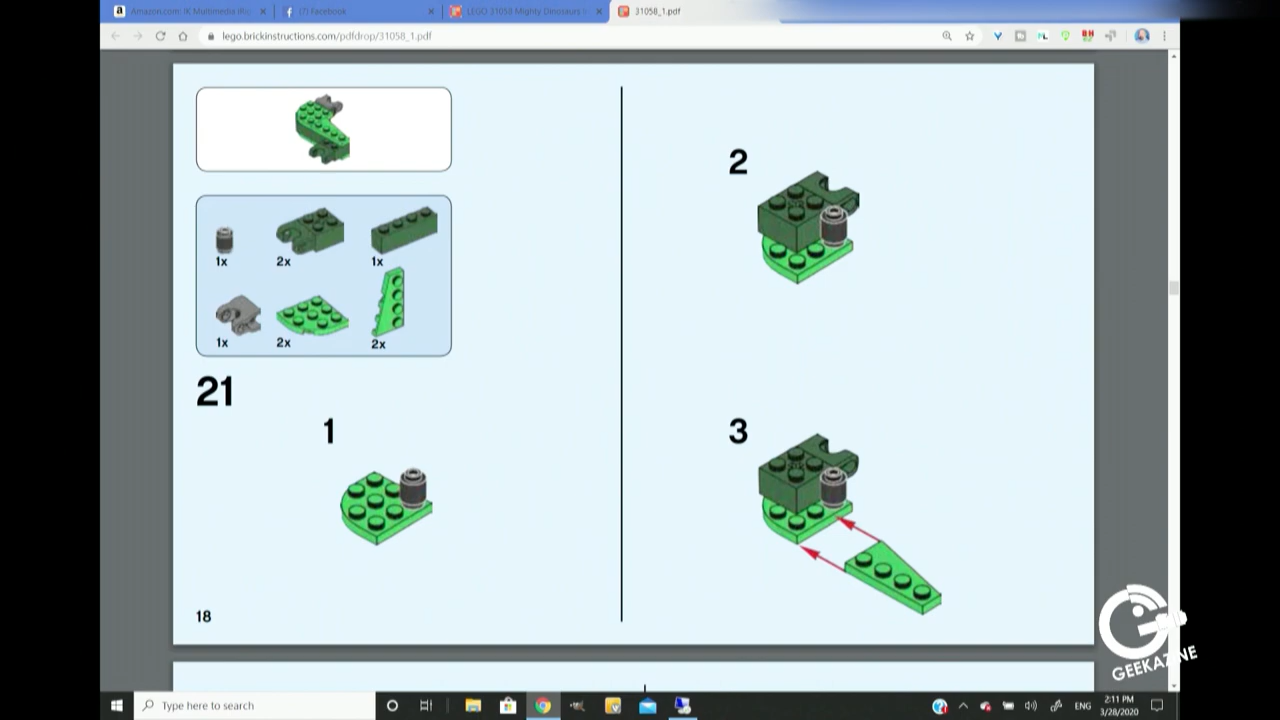 Amazon.com: IK Multimedia iRig
(7) Facebook
LEGO 31058 Mighty Dinosaurs
31058_1.pdf
lego.brickinstructions.com/pdfdrop/31058_1.pdf
2
1x
2x
1x
1x
2x
2x
21
1
3
18
GEEKAZINE
Type here to search
ENG
2:11 PM
3/28/2020